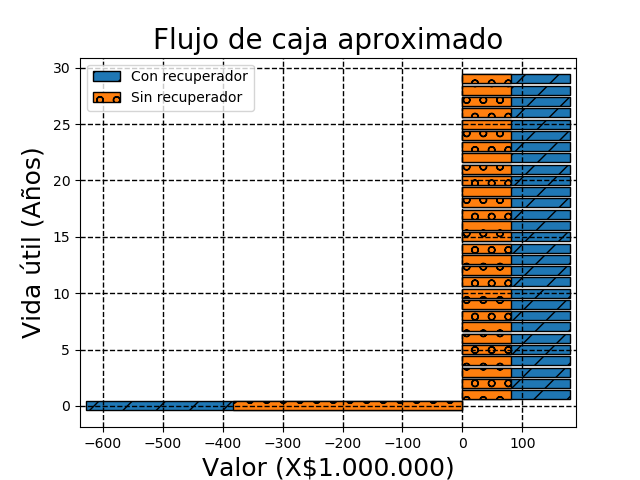 Flujo de caja aproximado
Con recuperador
Sin recuperador
Vida útil (Años)
30
25
20
15
10
5
0
−600 −500 −400 −300 −200 −100 0 100
Valor (X$1.000.000)